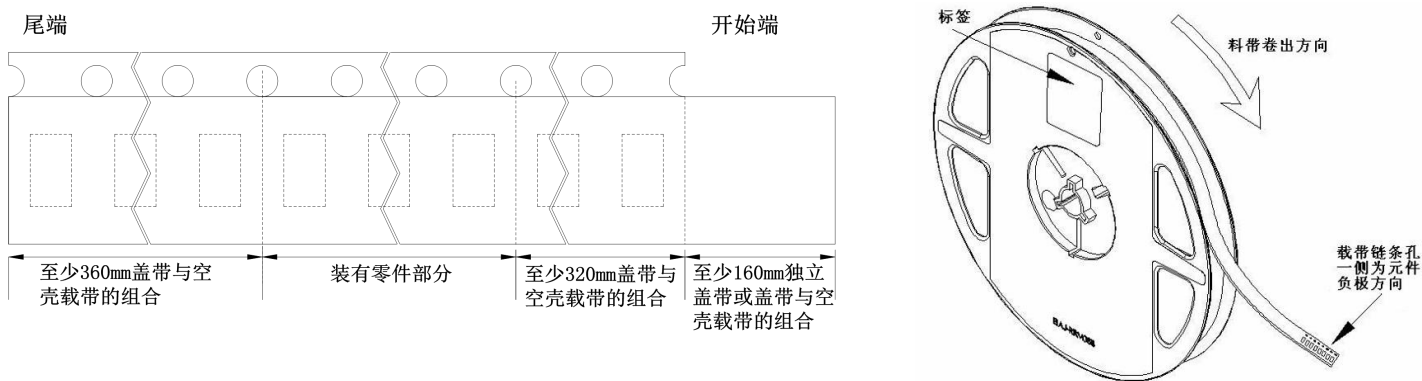 尾端
开始端
至少360mm盖带与空
壳载带的组合
装有零件部分
至少320mm盖带与
空壳载带的组合
至少160mm独立
盖带或盖带与空
壳载带的组合
标签
料带卷出方向
载带链条孔
一侧为元件
负极方向